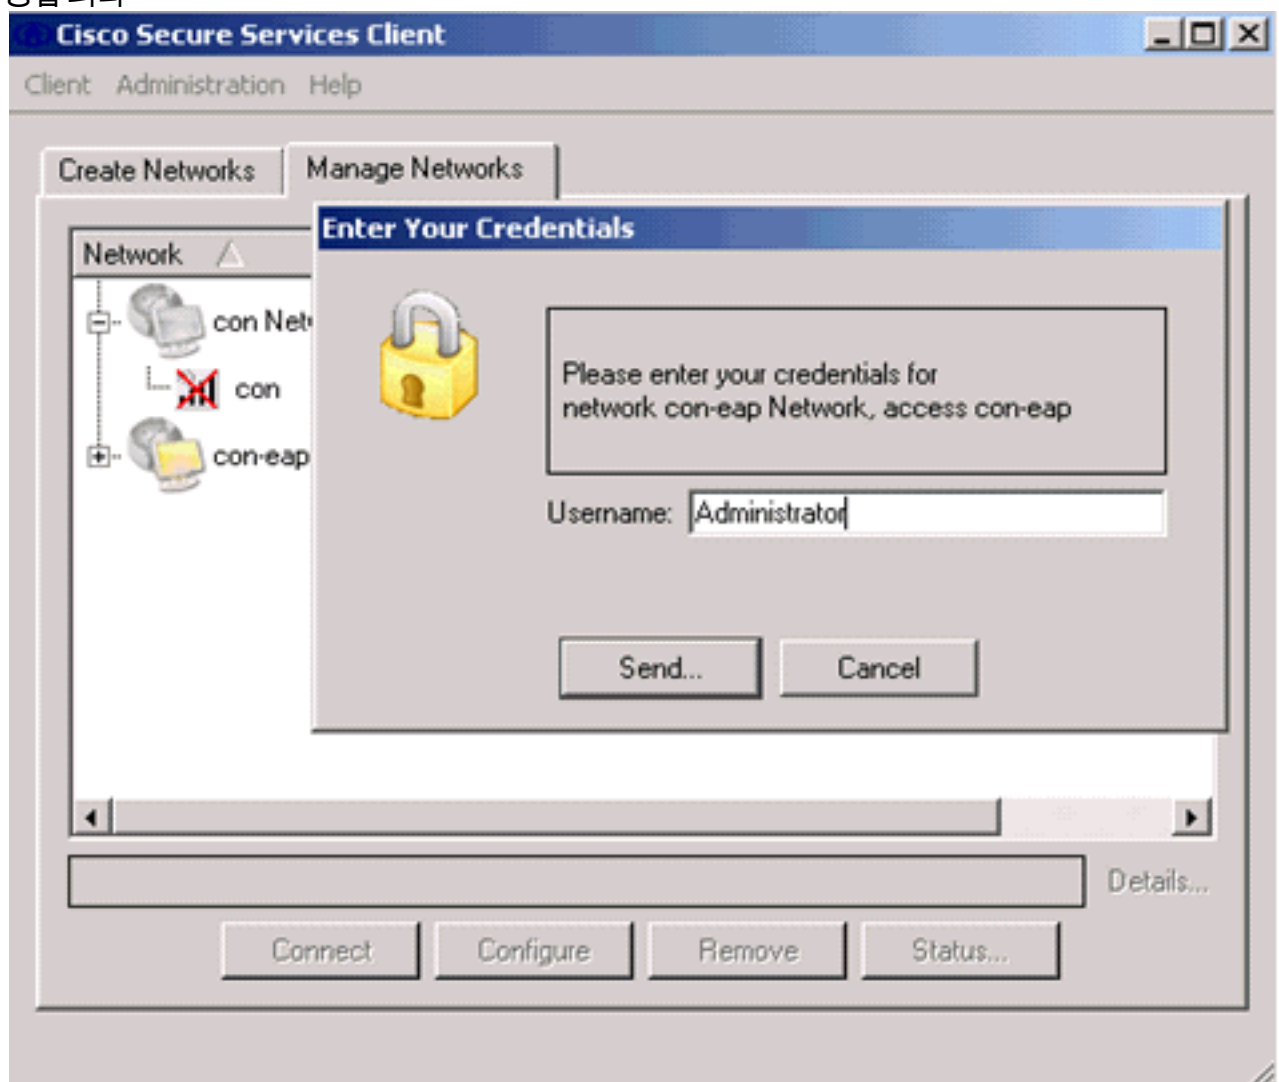 Cisco Secure Services Client
Client Administration Help
Create Networks Manage Networks
Enter Your Credentials
Network
con Net
con
con-eap
Please enter your credentials for
network con-eap Network, access con-eap
Username: Administrator
Send... Cancel
Details...
Connect Configure Remove Status...